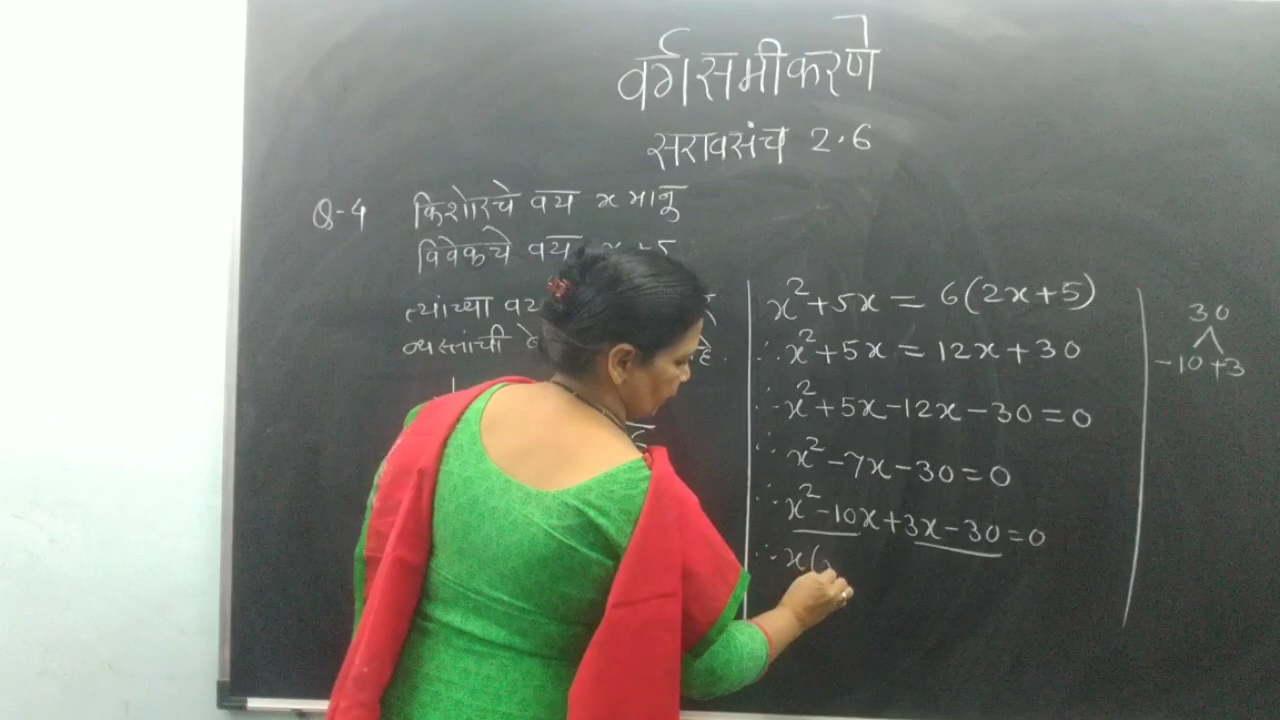 वर्गसमीकरणे
सरावसंच 2.6
Q-4 किशोरचे वय x मानू
विवेकचे वय x + 5
त्यांच्या वय
व्यस्तांची
x²+5x = 6(2x+5)
∴ x²+5x = 12x+30
∴ x²+5x-12x-30=0
∴ x²-7x-30=0
∴ x²-10x+3x-30=0
∴ x(
30
-10 +3